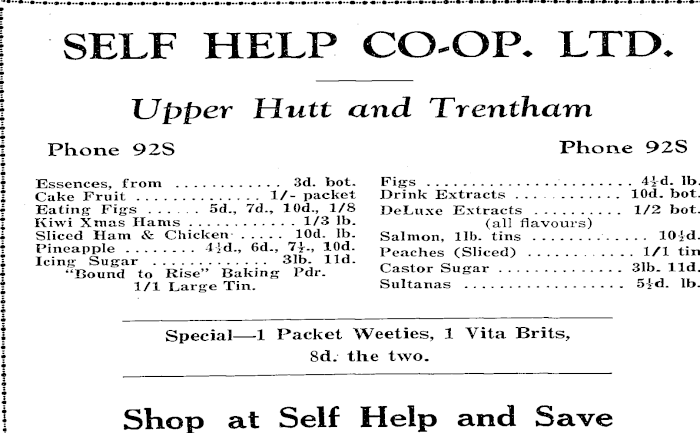 SELF HELP CO-OP. LTD.
Upper Hutt and Trentham
Phone 92S
Phone 92S
Essences, from ............ 3d. bot.
Cake Fruit .............. 1/- packet
Eating Figs ...... 5d., 7d., 10d., 1/8
Kiwi Xmas Hams ............. 1/3 lb.
Sliced Ham & Chicken ...... 10d. lb.
Pineapple ........ 4½d., 6d., 7½., 10d.
Icing Sugar ............. 3lb. 11d.
"Bound to Rise" Baking Pdr.
1/1 Large Tin.
Figs ....................... 4½d. lb.
Drink Extracts ............ 10d. bot.
DeLuxe Extracts .......... 1/2 bot.
(all flavours)
Salmon, 1lb. tins ............ 10½d.
Peaches (Sliced) ........... 1/1 tin
Castor Sugar ............. 3lb. 11d.
Sultanas .................. 5½d. lb.
Special—1 Packet Weeties, 1 Vita Brits,
8d. the two.
Shop at Self Help and Save